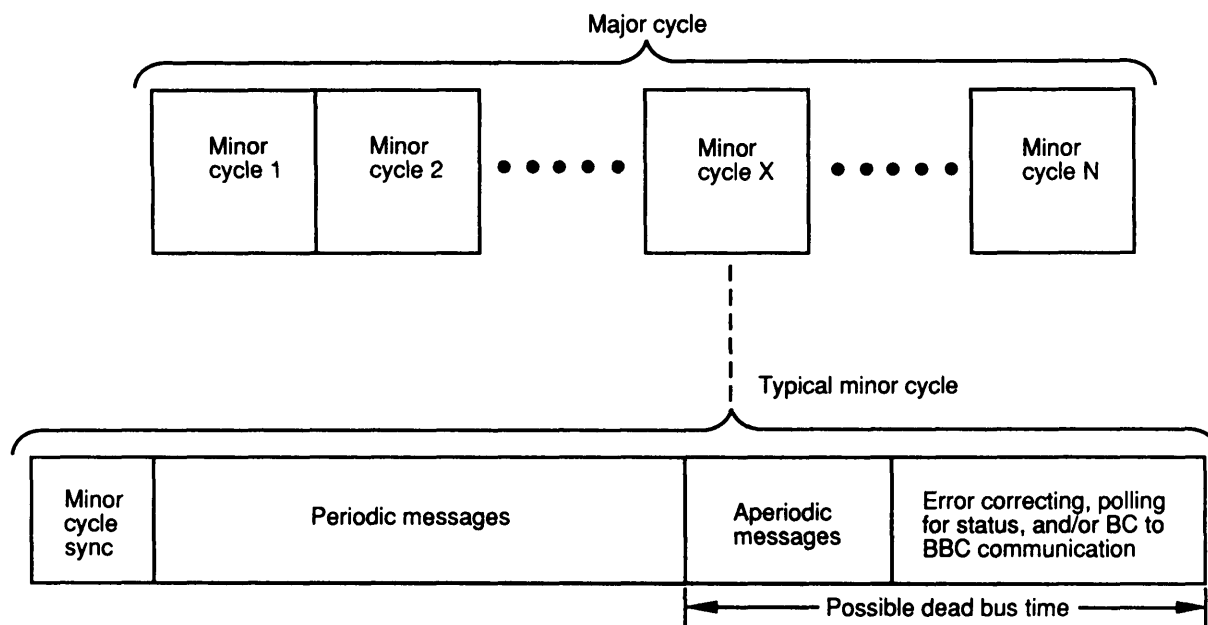 Major cycle
Minor
cycle 1
Minor
cycle 2
Minor
cycle X
Minor
cycle N
Typical minor cycle
Minor
cycle
sync
Periodic messages
Aperiodic
messages
Error correcting, polling
for status, and/or BC to
BBC communication
Possible dead bus time